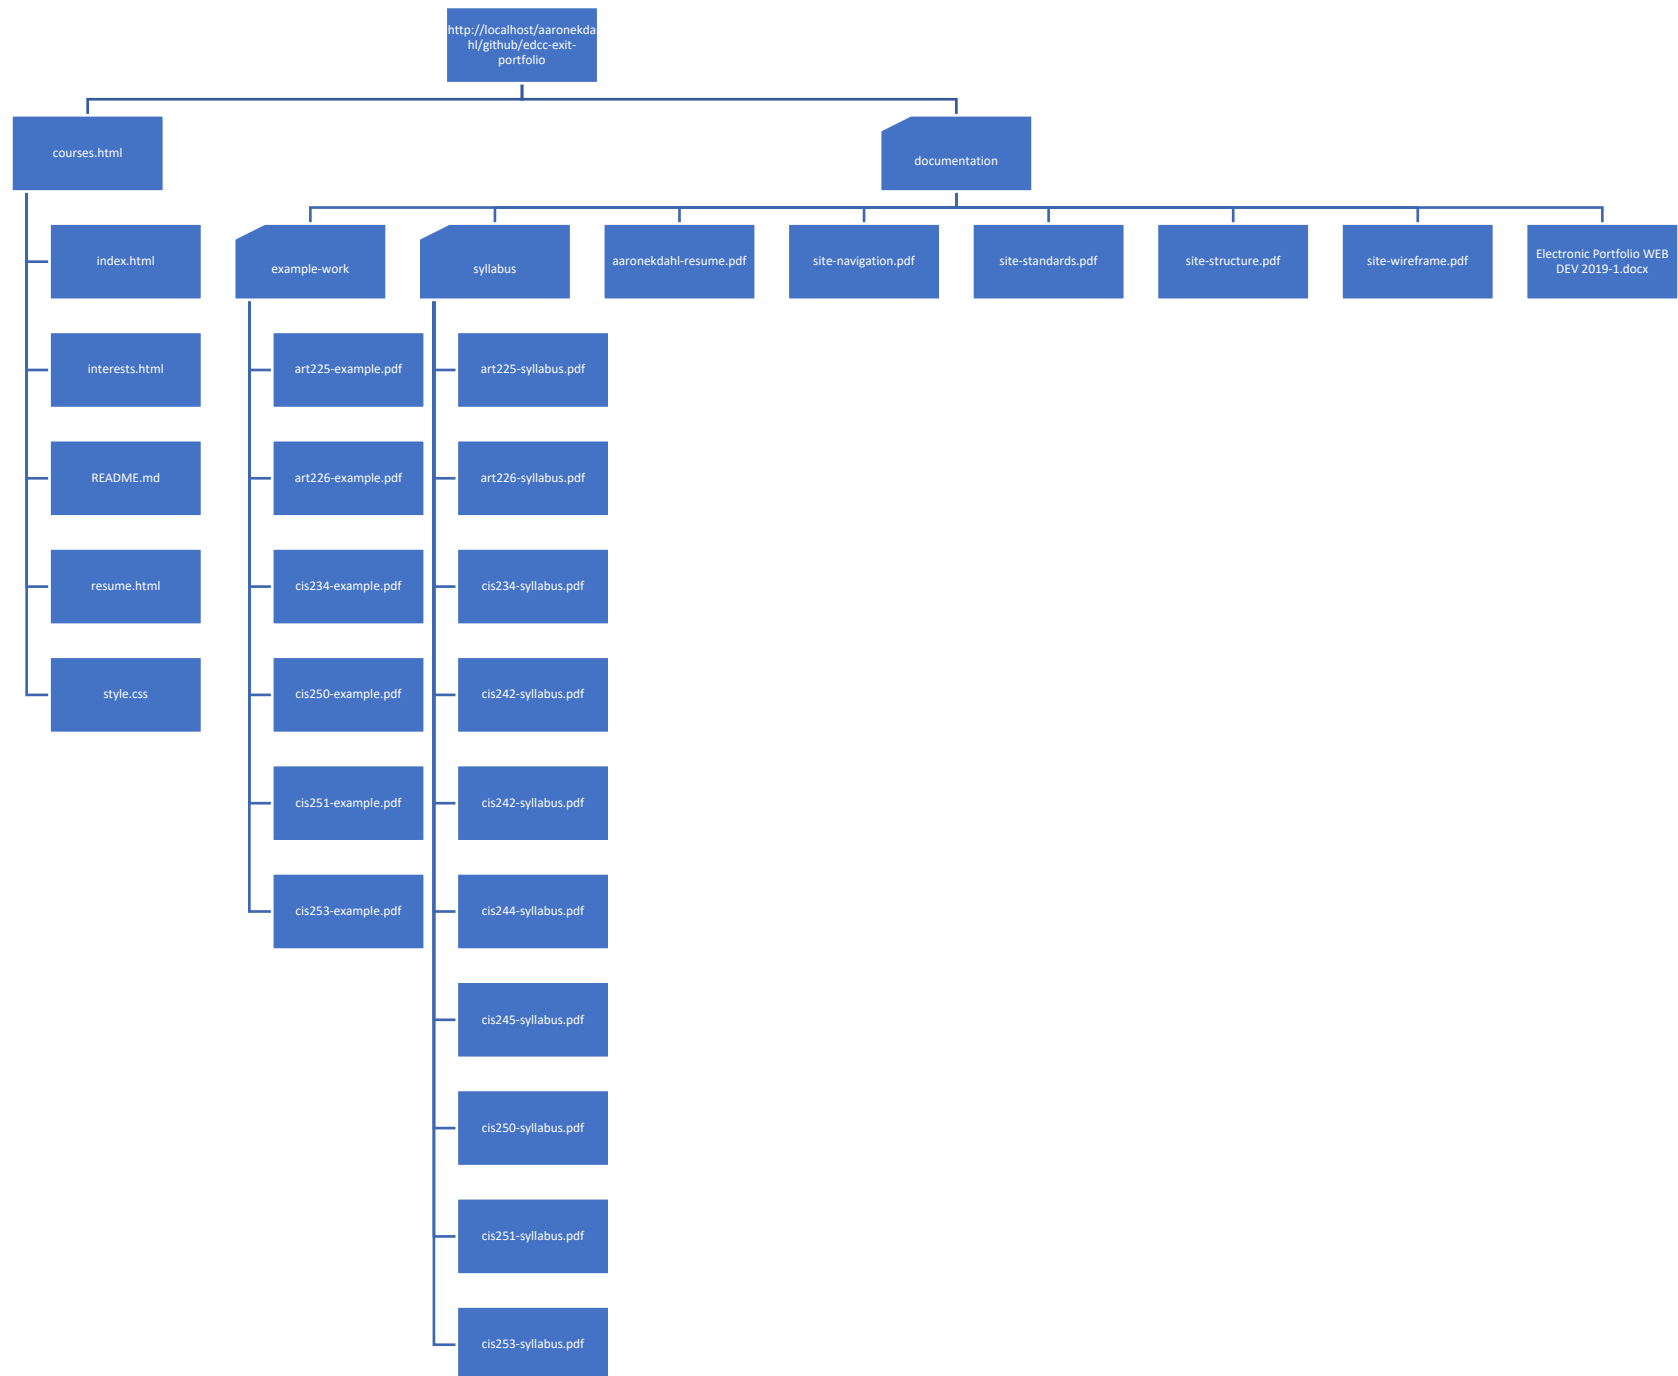 http://localhost/aaronekda
hl/github/edcc-exit-
portfolio
courses.html
documentation
index.html
example-work
syllabus
aaronekdahl-resume.pdf
site-navigation.pdf
site-standards.pdf
site-structure.pdf
site-wireframe.pdf
Electronic Portfolio WEB
DEV 2019-1.docx
interests.html
art225-example.pdf
art225-syllabus.pdf
README.md
art226-example.pdf
art226-syllabus.pdf
resume.html
cis234-example.pdf
cis234-syllabus.pdf
style.css
cis250-example.pdf
cis242-syllabus.pdf
cis251-example.pdf
cis242-syllabus.pdf
cis253-example.pdf
cis244-syllabus.pdf
cis245-syllabus.pdf
cis250-syllabus.pdf
cis251-syllabus.pdf
cis253-syllabus.pdf